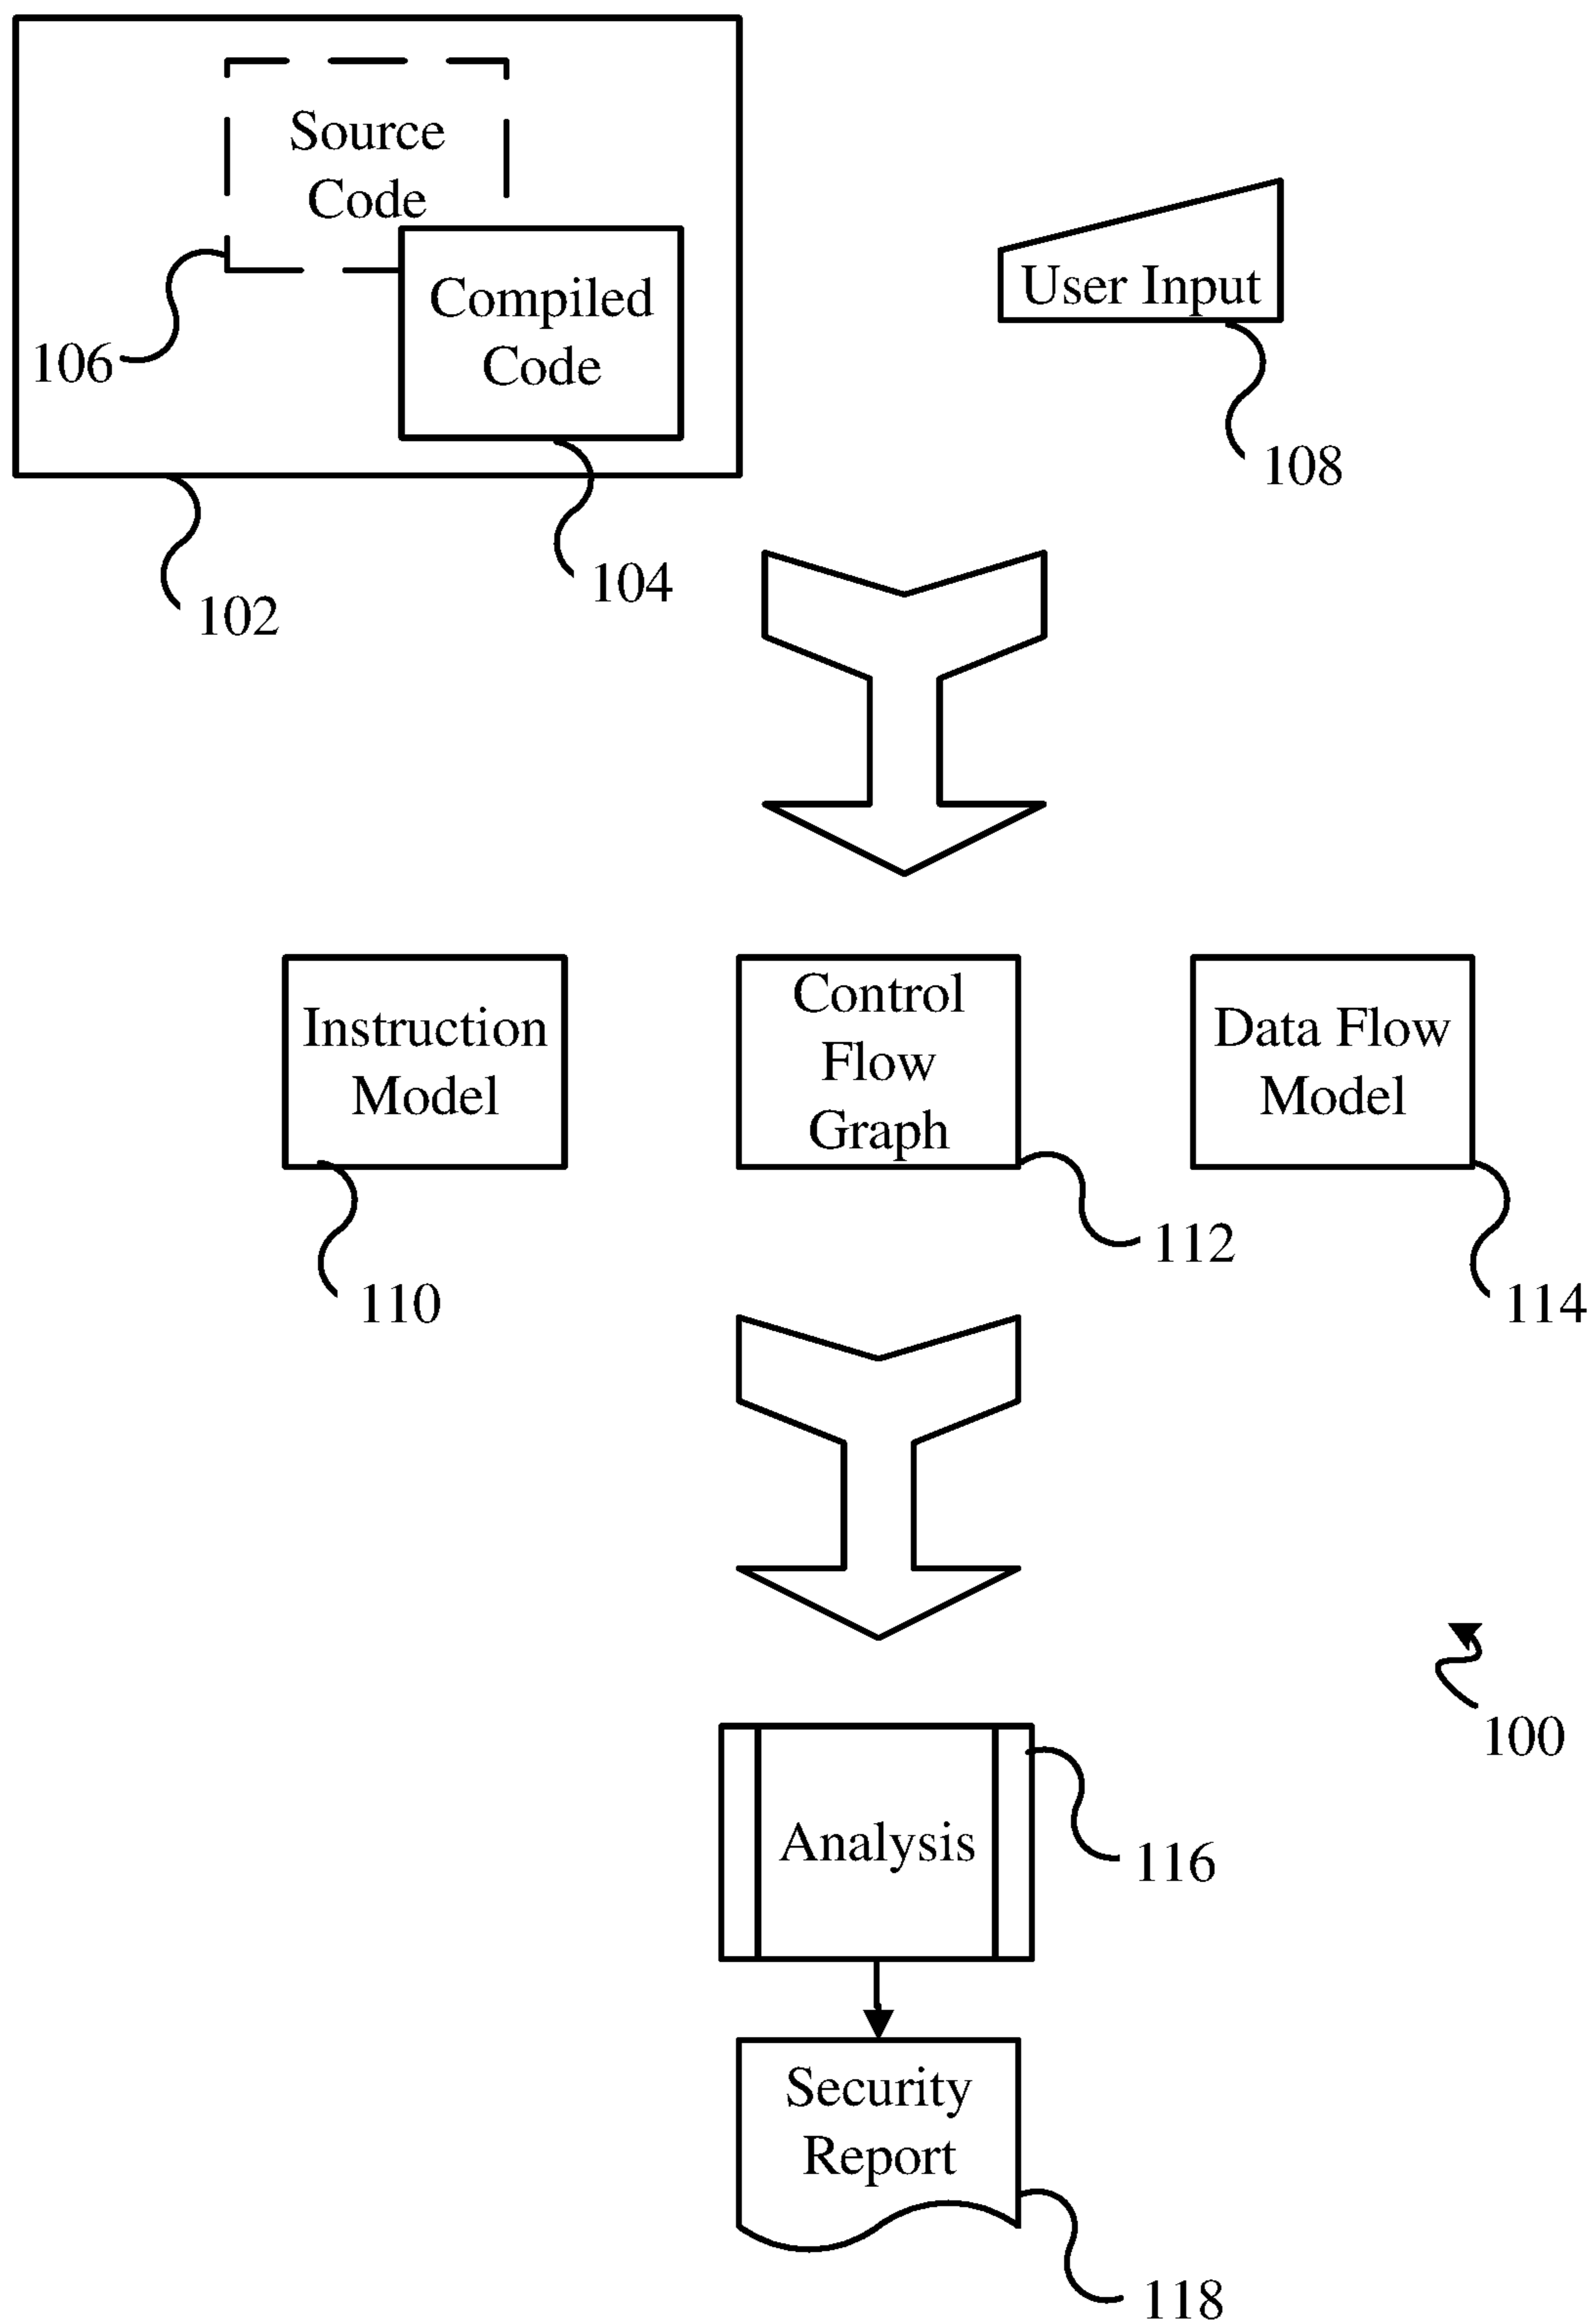 Source
Code
Compiled
Code
106
User Input
108
104
102
Instruction
Model
Control
Flow
Graph
Data Flow
Model
112
110
114
100
Analysis
116
Security
Report
118